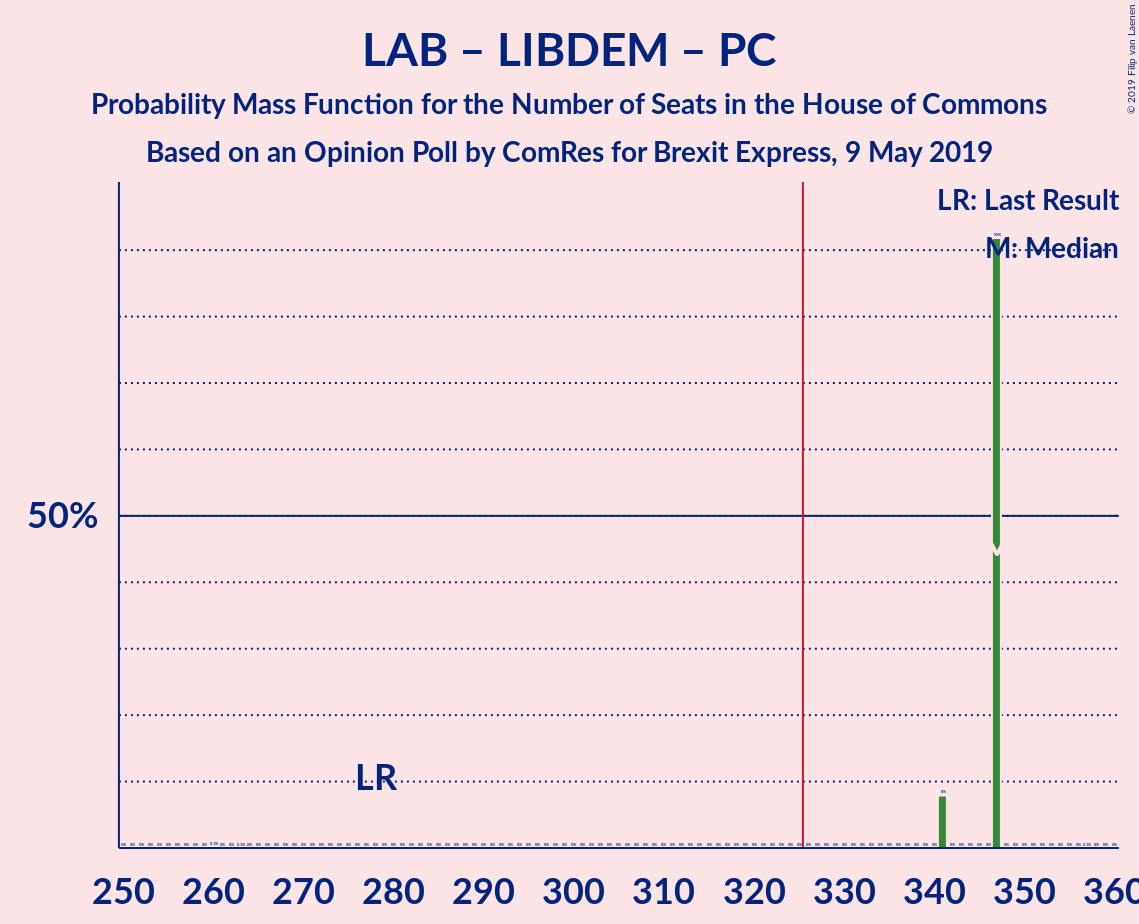 LAB – LIBDEM – PC
Probability Mass Function for the Number of Seats in the House of Commons
Based on an Opinion Poll by ComRes for Brexit Express, 9 May 2019
© 2019 Filip van Laenen
LR: Last Result
M: Median
50%
M
LR
250 260 270 280 290 300 310 320 330 340 350 360